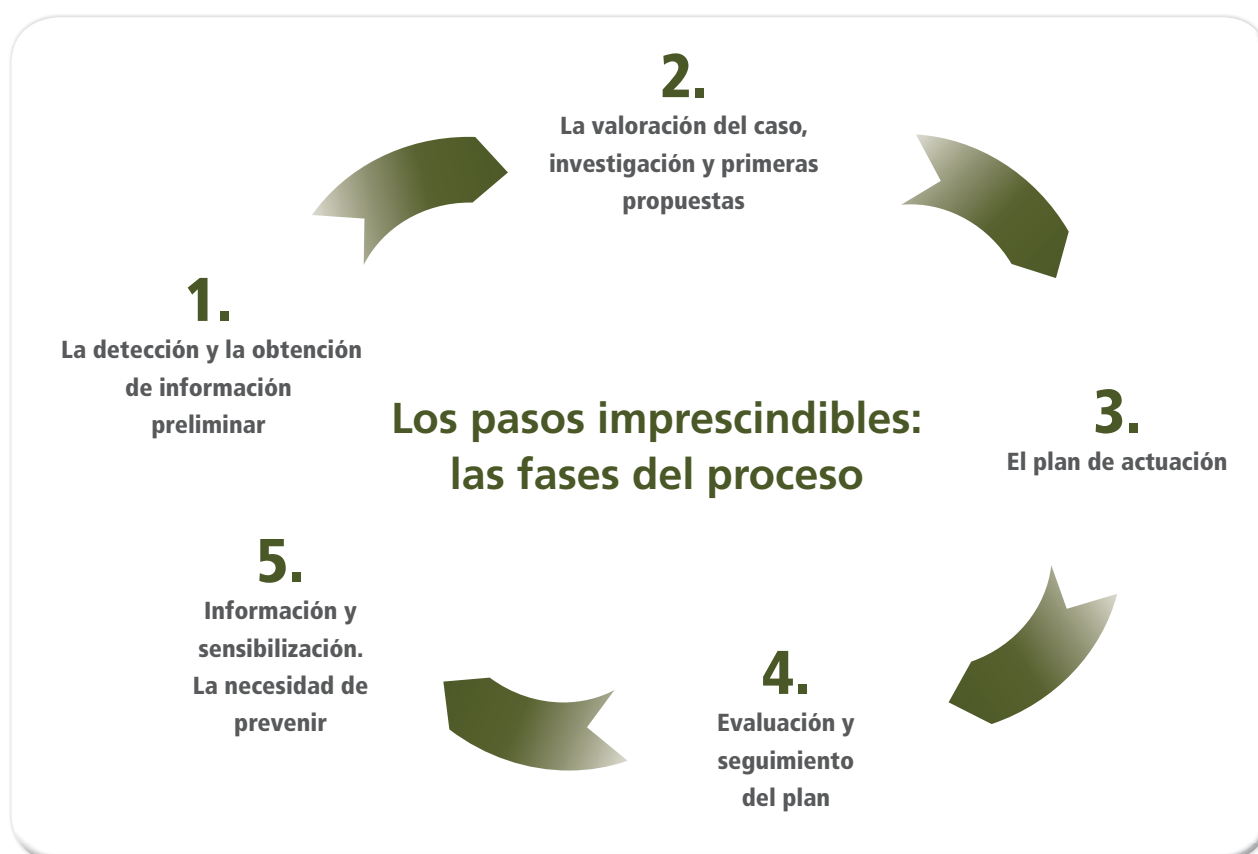 Los pasos imprescindibles:
las fases del proceso
1.
La detección y la obtención
de información
preliminar
2.
La valoración del caso,
investigación y primeras
propuestas
3.
El plan de actuación
4.
Evaluación y
seguimiento
del plan
5.
Información y
sensibilización.
La necesidad de
prevenir